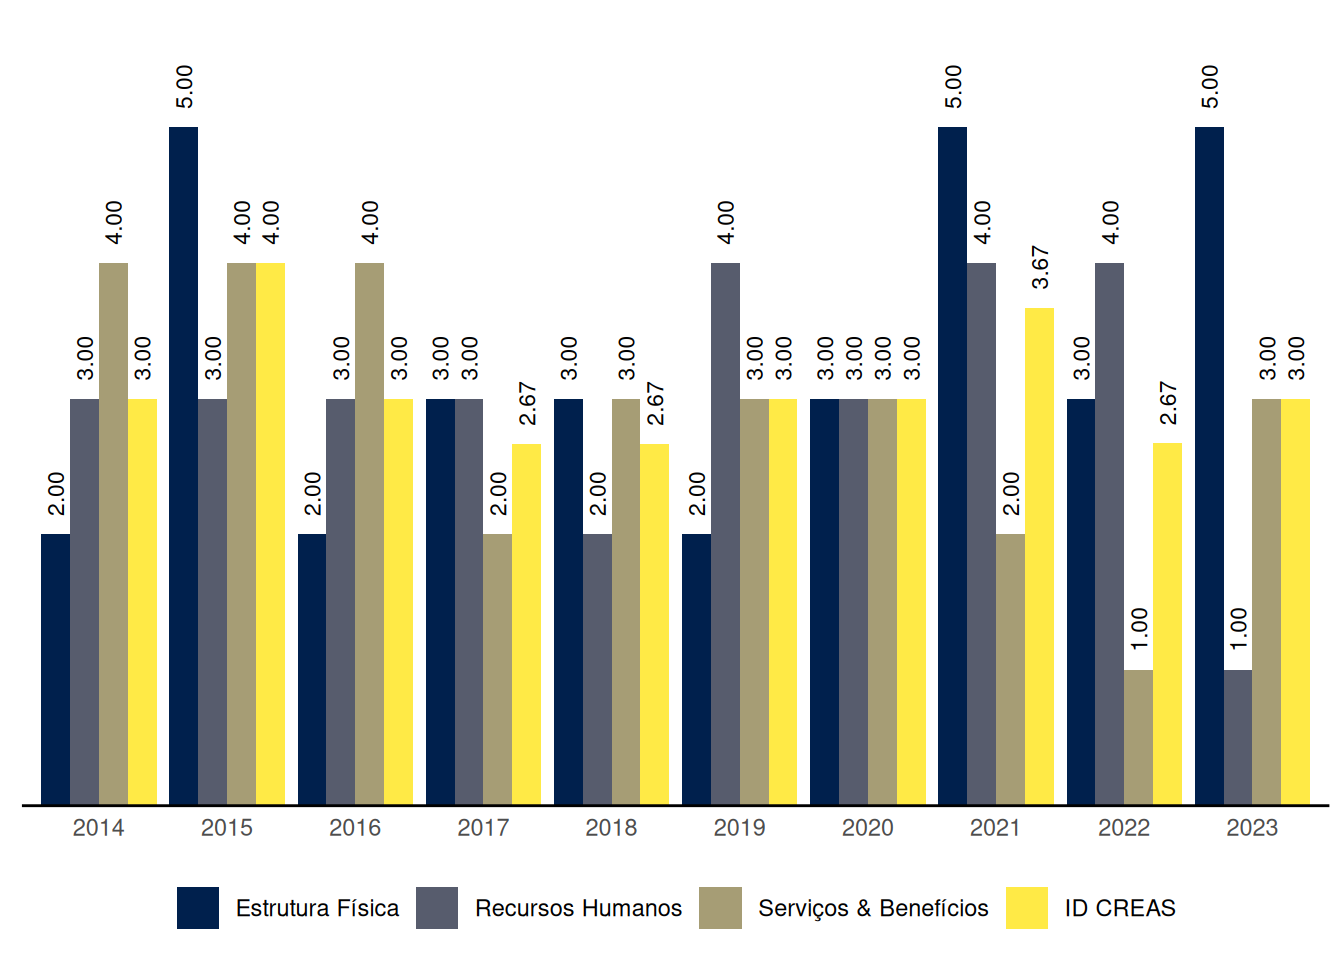 2.00 3.00 4.00 3.00
5.00 3.00 4.00 4.00
2.00 3.00 4.00 3.00
3.00 3.00 2.00 2.67
3.00 2.00 3.00 2.67
2.00 4.00 3.00 3.00
3.00 3.00 3.00 3.00
5.00 4.00 2.00 3.67
3.00 4.00 1.00 2.67
5.00 1.00 3.00 3.00
2014 2015 2016 2017 2018 2019 2020 2021 2022 2023
Estrutura Física Recursos Humanos Serviços & Benefícios ID CREAS